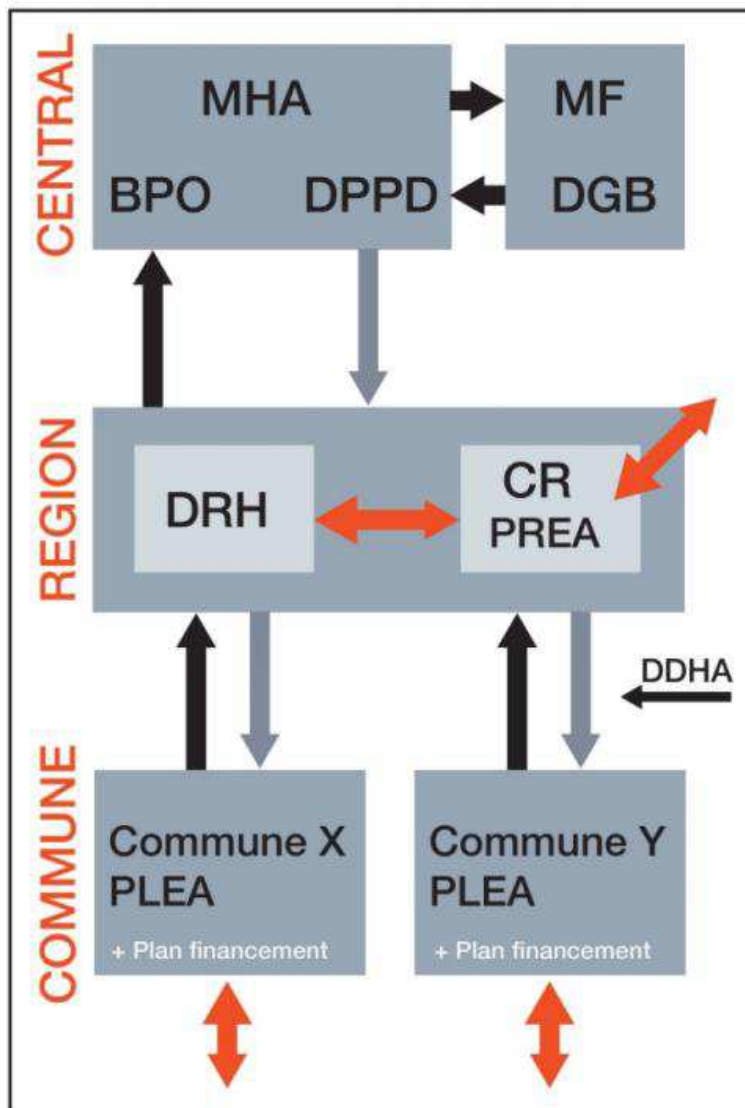 CENTRAL
MHA
MF
BPO
DPPD
DGB
REGION
DRH
CR
PREA
DDHA
COMMUNE
Commune X
PLEA
+ Plan financement
Commune Y
PLEA
+ Plan financement